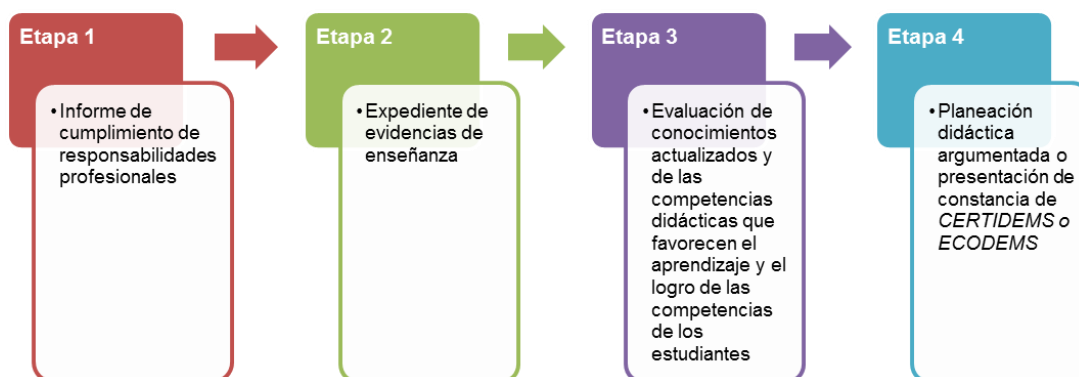 Etapa 1
• Informe de
cumplimiento de
responsabilidades
profesionales
Etapa 2
• Expediente de
evidencias de
enseñanza
Etapa 3
• Evaluación de
conocimientos
actualizados y
de las
competencias
didácticas que
favorecen el
aprendizaje y el
logro de las
competencias
de los
estudiantes
Etapa 4
• Planeación
didáctica
argumentada o
presentación de
constancia de
CERTIDEMS o
ECODEMS